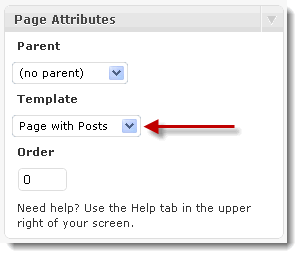 Page Attributes
Parent
(no parent)
Template
Page with Posts
Order
0
Need help? Use the Help tab in the upper
right of your screen.